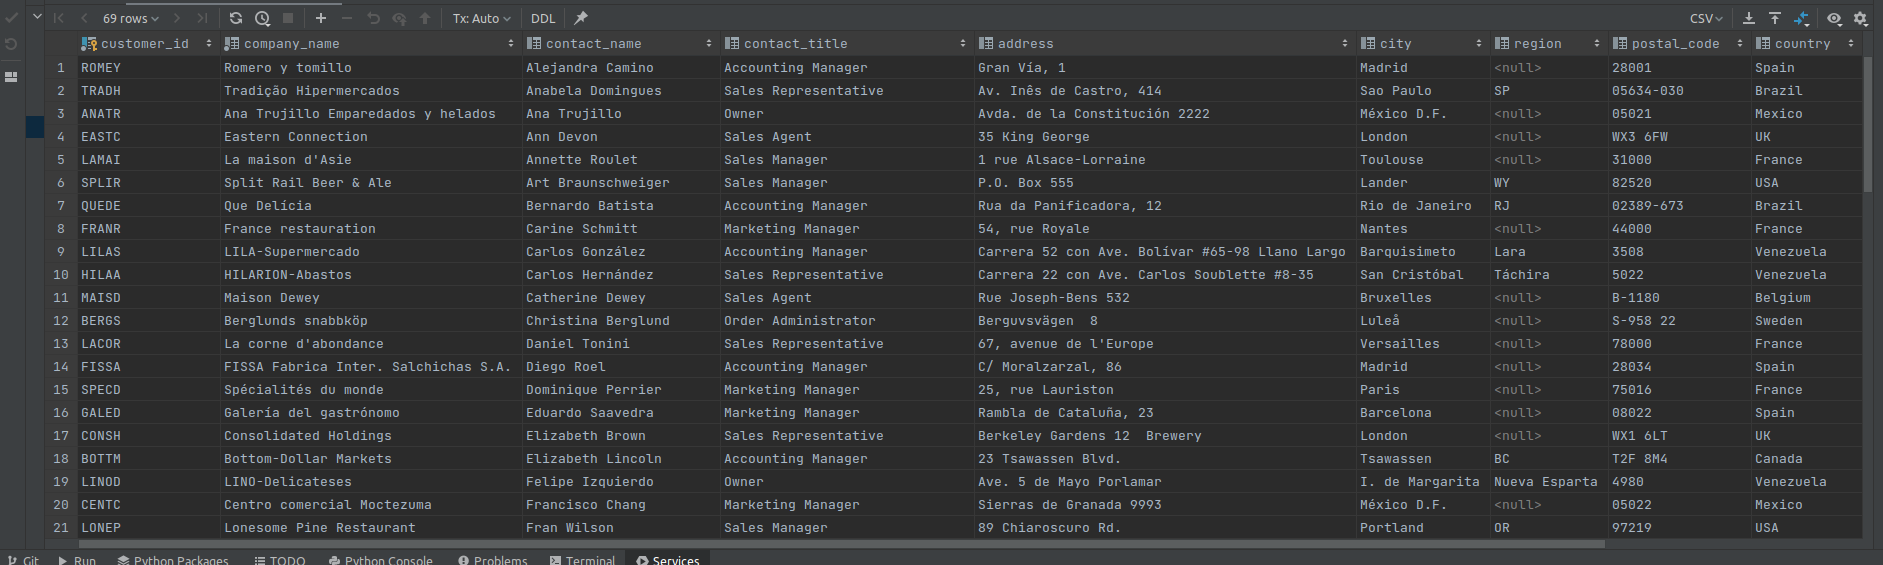 69 rows Tx: Auto DDL CSV
customer_id company_name contact_name contact_title address city region postal_code country
1 ROMEY Romero y tomillo Alejandra Camino Accounting Manager Gran Vía, 1 Madrid <null> 28001 Spain
2 TRADH Tradição Hipermercados Anabela Domingues Sales Representative Av. Inês de Castro, 414 Sao Paulo SP 05634-030 Brazil
3 ANATR Ana Trujillo Emparedados y helados Ana Trujillo Owner Avda. de la Constitución 2222 México D.F. <null> 05021 Mexico
4 EASTC Eastern Connection Ann Devon Sales Agent 35 King George London <null> WX3 6FW UK
5 LAMAI La maison d'Asie Annette Roulet Sales Manager 1 rue Alsace-Lorraine Toulouse <null> 31000 France
6 SPLIR Split Rail Beer & Ale Art Braunschweiger Sales Manager P.O. Box 555 Lander WY 82520 USA
7 QUEDE Que Delícia Bernardo Batista Accounting Manager Rua da Panificadora, 12 Rio de Janeiro RJ 02389-673 Brazil
8 FRANR France restauration Carine Schmitt Marketing Manager 54, rue Royale Nantes <null> 44000 France
9 LILAS LILA-Supermercado Carlos González Accounting Manager Carrera 52 con Ave. Bolívar #65-98 Llano Largo Barquisimeto Lara 3508 Venezuela
10 HILAA HILARION-Abastos Carlos Hernández Sales Representative Carrera 22 con Ave. Carlos Soublette #8-35 San Cristóbal Táchira 5022 Venezuela
11 MAISD Maison Dewey Catherine Dewey Sales Agent Rue Joseph-Bens 532 Bruxelles <null> B-1180 Belgium
12 BERGS Berglunds snabbköp Christina Berglund Order Administrator Berguvsvägen  8 Luleå <null> S-958 22 Sweden
13 LACOR La corne d'abondance Daniel Tonini Sales Representative 67, avenue de l'Europe Versailles <null> 78000 France
14 FISSA FISSA Fabrica Inter. Salchichas S.A. Diego Roel Accounting Manager C/ Moralzarzal, 86 Madrid <null> 28034 Spain
15 SPECD Spécialités du monde Dominique Perrier Marketing Manager 25, rue Lauriston Paris <null> 75016 France
16 GALED Galería del gastrónomo Eduardo Saavedra Marketing Manager Rambla de Cataluña, 23 Barcelona <null> 08022 Spain
17 CONSH Consolidated Holdings Elizabeth Brown Sales Representative Berkeley Gardens 12  Brewery London <null> WX1 6LT UK
18 BOTTM Bottom-Dollar Markets Elizabeth Lincoln Accounting Manager 23 Tsawassen Blvd. Tsawassen BC T2F 8M4 Canada
19 LINOD LINO-Delicateses Felipe Izquierdo Owner Ave. 5 de Mayo Porlamar I. de Margarita Nueva Esparta 4980 Venezuela
20 CENTC Centro comercial Moctezuma Francisco Chang Marketing Manager Sierras de Granada 9993 México D.F. <null> 05022 Mexico
21 LONEP Lonesome Pine Restaurant Fran Wilson Sales Manager 89 Chiaroscuro Rd. Portland OR 97219 USA
Git Run Python Packages TODO Python Console Problems Terminal Services